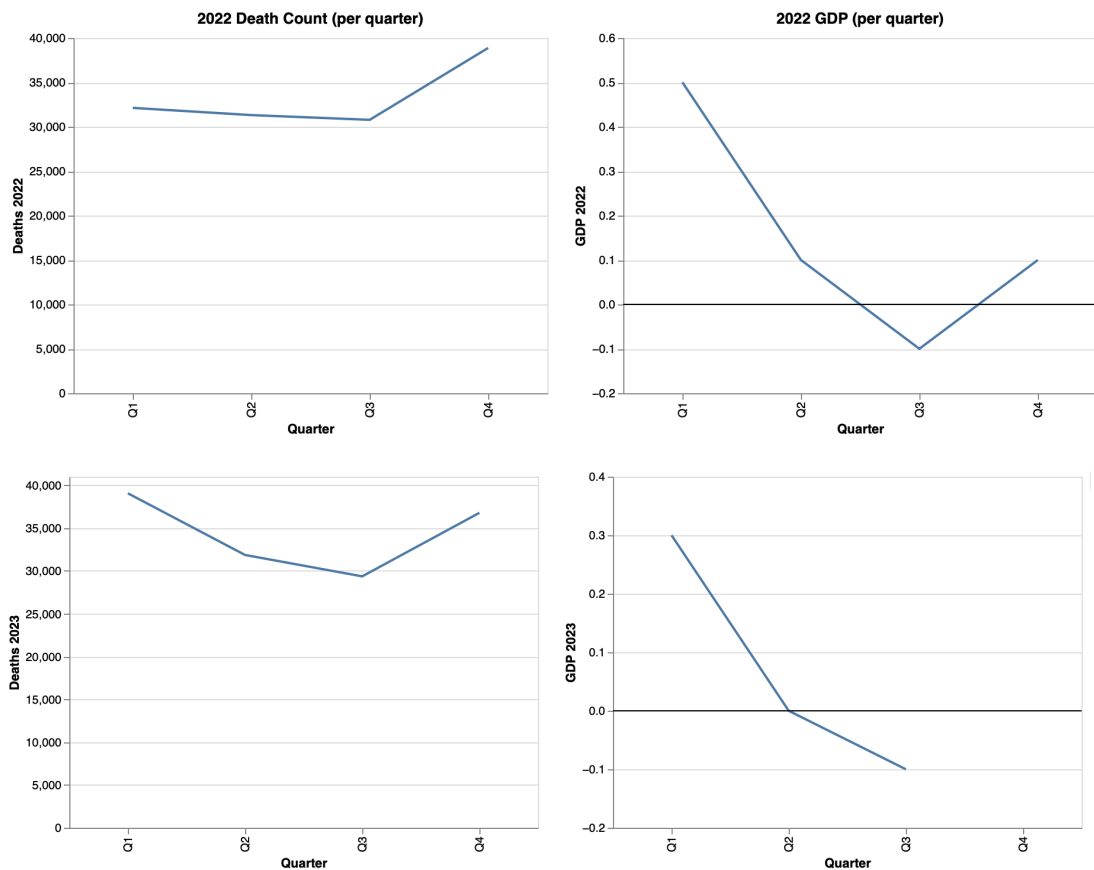 2022 Death Count (per quarter)
40,000
35,000
30,000
25,000
20,000
15,000
10,000
5,000
0
Deaths 2022
Q1
Q2
Q3
Q4
Quarter
2022 GDP (per quarter)
0.6
0.5
0.4
0.3
0.2
0.1
0.0
−0.1
−0.2
GDP 2022
Q1
Q2
Q3
Q4
Quarter
40,000
35,000
30,000
25,000
20,000
15,000
10,000
5,000
0
Deaths 2023
Q1
Q2
Q3
Q4
Quarter
0.4
0.3
0.2
0.1
0.0
−0.1
−0.2
GDP 2023
Q1
Q2
Q3
Q4
Quarter